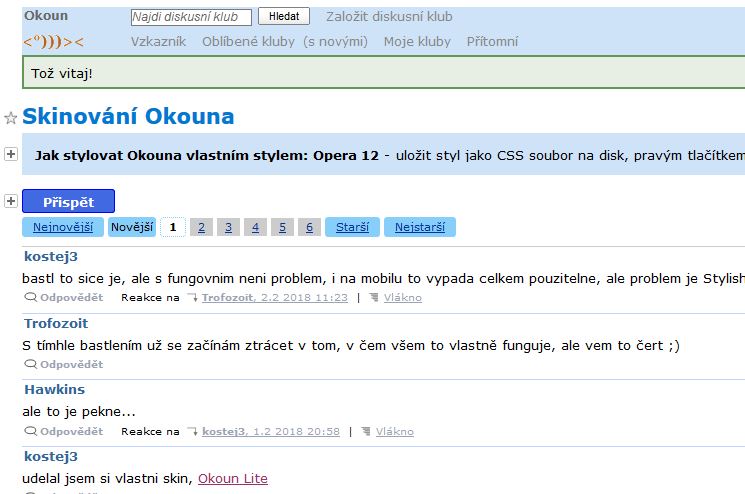 Okoun Najdi diskusní klub Hledat Založit diskusní klub
<°)))>< Vzkazník Oblíbené kluby (s novými) Moje kluby Přítomní
Tož vitaj!
Skinování Okouna
Jak stylovat Okouna vlastním stylem: Opera 12 - uložit styl jako CSS soubor na disk, pravým tlačítkem
Přispět
Nejnovější Novější 1 2 3 4 5 6 Starší Nejstarší
kostej3
bastl to sice je, ale s fungovnim neni problem, i na mobilu to vypada celkem pouzitelne, ale problem je Stylish
Odpovědět Reakce na Trofozoit, 2.2 2018 11:23 | Vlákno
Trofozoit
S tímhle bastlením už se začínám ztrácet v tom, v čem všem to vlastně funguje, ale vem to čert ;)
Odpovědět
Hawkins
ale to je pekne...
Odpovědět Reakce na kostej3, 1.2 2018 20:58 | Vlákno
kostej3
udelal jsem si vlastni skin, Okoun Lite